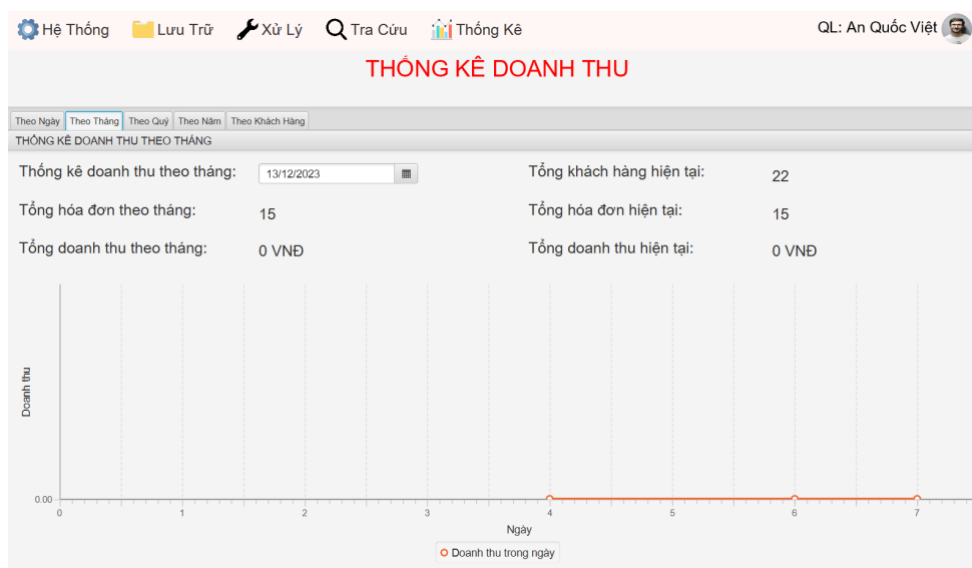 Hệ Thống Lưu Trữ Xử Lý Tra Cứu Thống Kê QL: An Quốc Việt
THỐNG KÊ DOANH THU
Theo Ngày Theo Tháng Theo Quý Theo Năm Theo Khách Hàng
THỐNG KÊ DOANH THU THEO THÁNG
Thống kê doanh thu theo tháng: 13/12/2023 Tổng khách hàng hiện tại: 22
Tổng hóa đơn theo tháng: 15 Tổng hóa đơn hiện tại: 15
Tổng doanh thu theo tháng: 0 VNĐ Tổng doanh thu hiện tại: 0 VNĐ
Doanh thu
0.00
0 1 2 3 4 5 6 7
Ngày
Doanh thu trong ngày